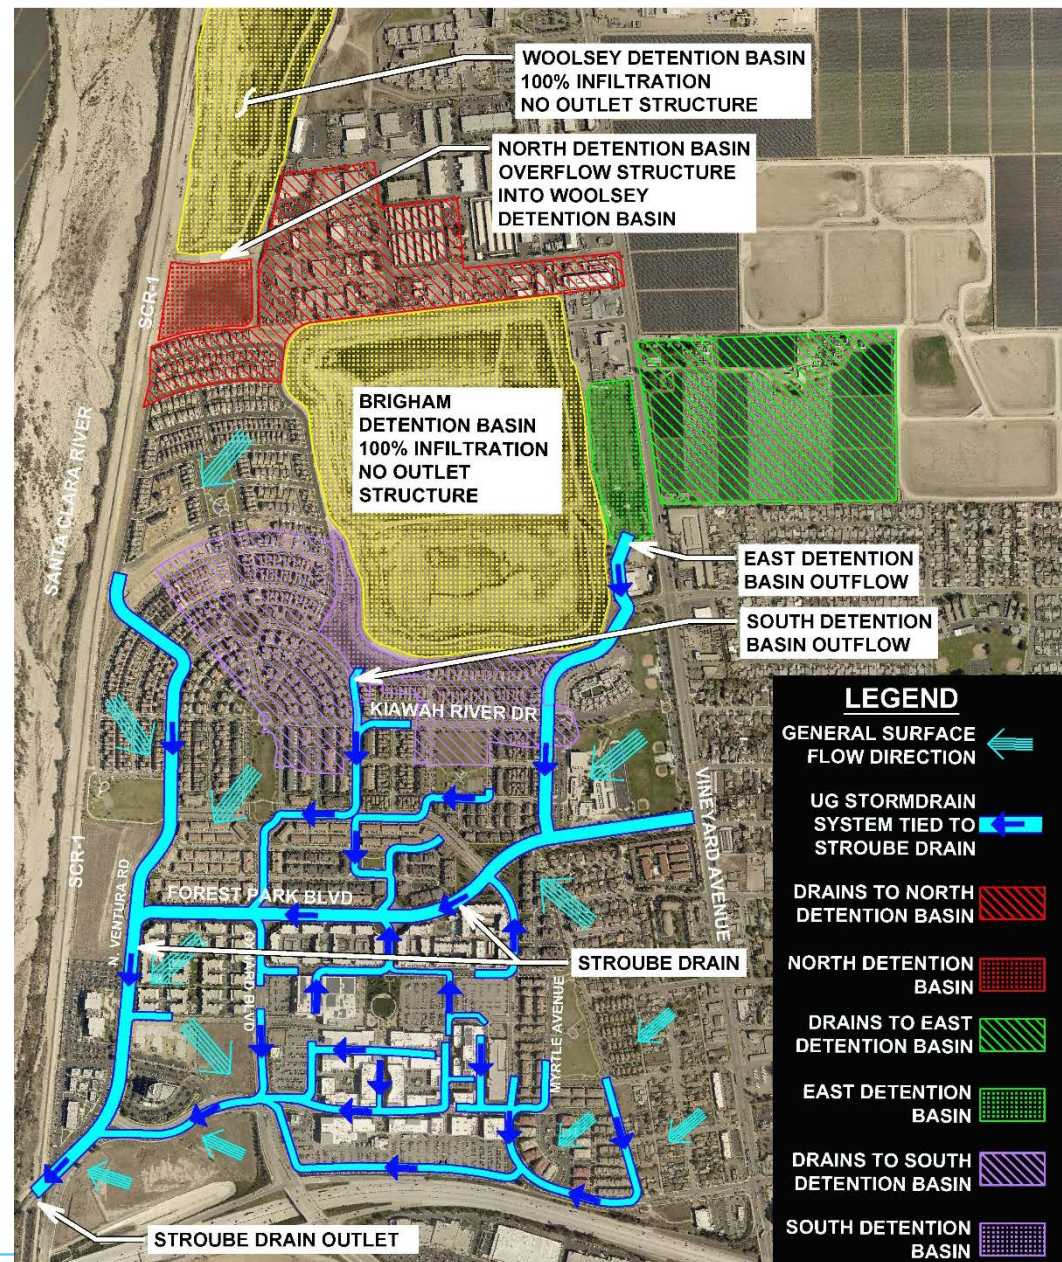 WOOLSEY DETENTION BASIN
100% INFILTRATION
NO OUTLET STRUCTURE
NORTH DETENTION BASIN
OVERFLOW STRUCTURE
INTO WOOLSEY
DETENTION BASIN
SCR-1
SANTA CLARA RIVER
BRIGHAM
DETENTION BASIN
100% INFILTRATION
NO OUTLET
STRUCTURE
EAST DETENTION
BASIN OUTFLOW
SOUTH DETENTION
BASIN OUTFLOW
KIAWAH RIVER DR
VINEYARD AVENUE
SCR-1
N VENTURA RD
FOREST PARK BLVD
BLVD
STROUBE DRAIN
MYRTLE AVENUE
STROUBE DRAIN OUTLET
LEGEND
GENERAL SURFACE
FLOW DIRECTION
UG STORMDRAIN
SYSTEM TIED TO
STROUBE DRAIN
DRAINS TO NORTH
DETENTION BASIN
NORTH DETENTION
BASIN
DRAINS TO EAST
DETENTION BASIN
EAST DETENTION
BASIN
DRAINS TO SOUTH
DETENTION BASIN
SOUTH DETENTION
BASIN